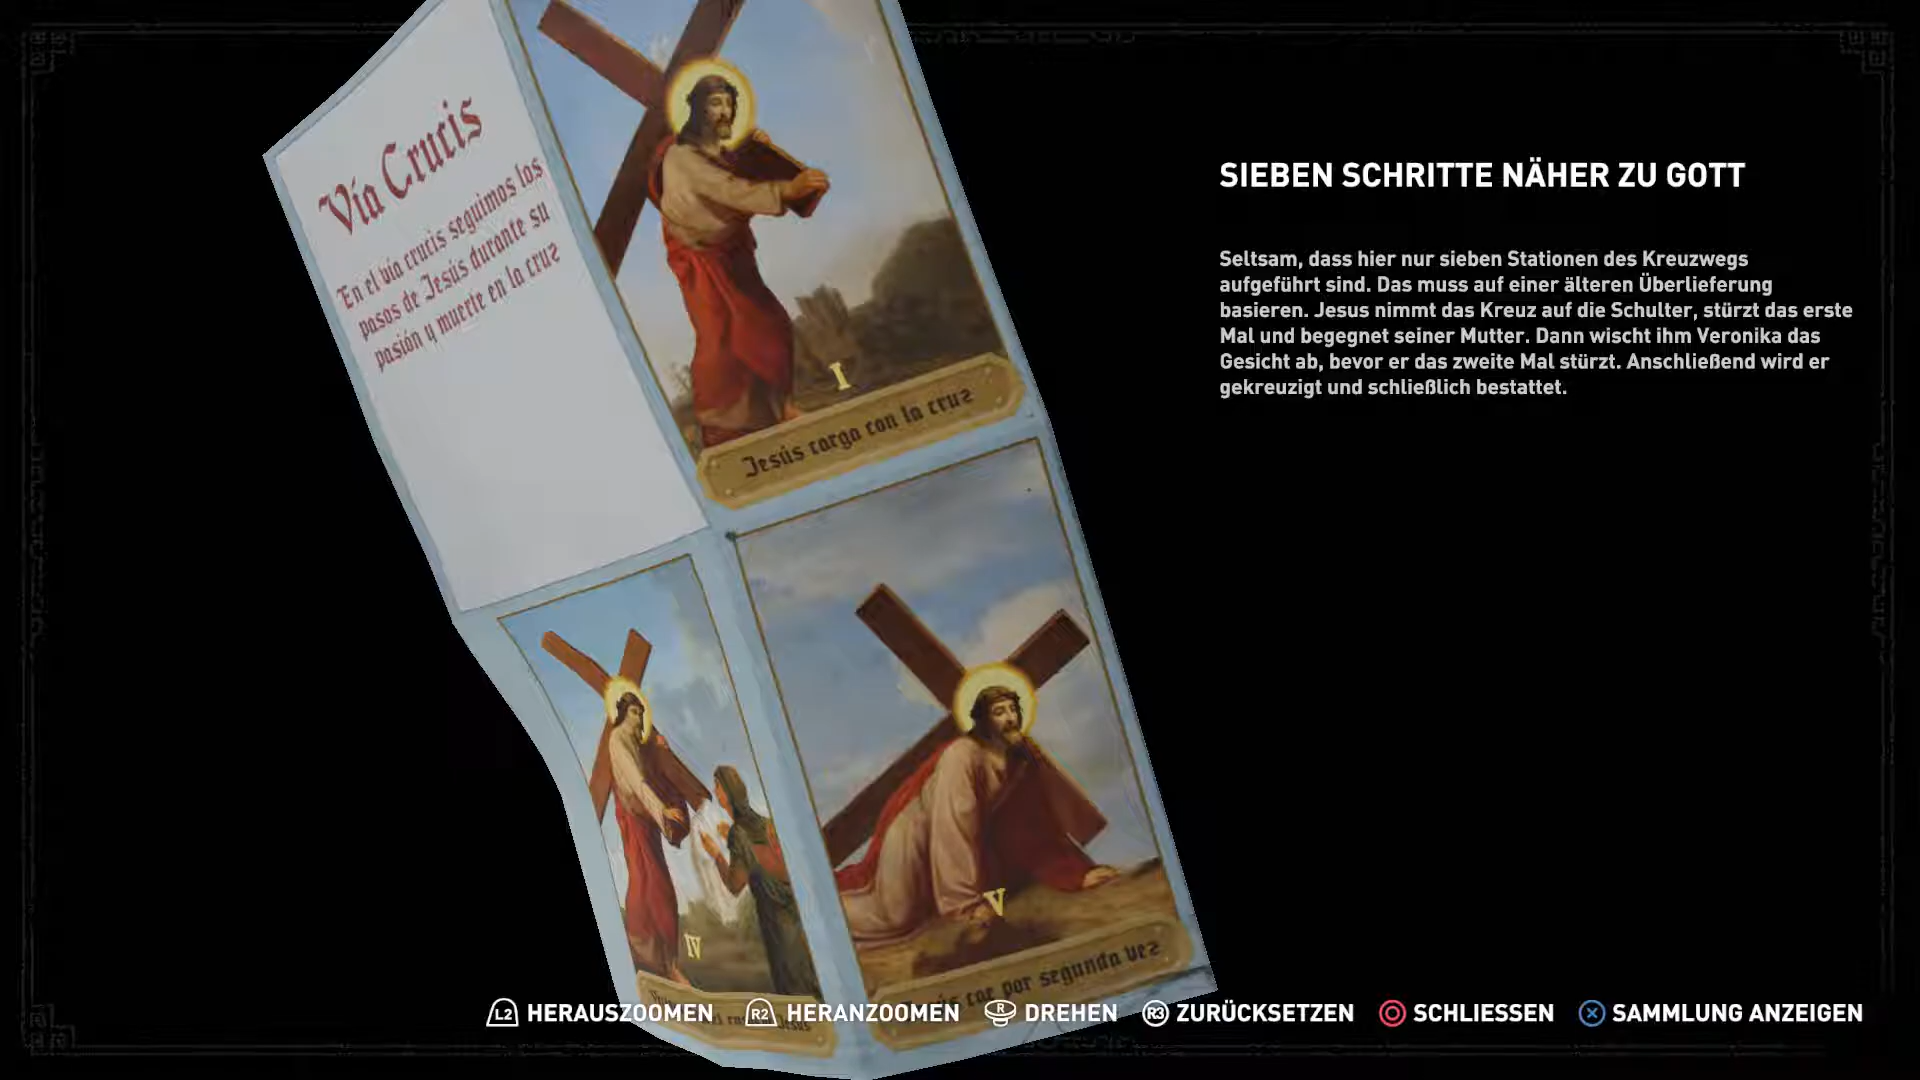 Vía Crucis
En el vía crucis seguimos los
pasos de Jesús durante su
pasión y muerte en la cruz
I
Jesús carga con la cruz
IV
Jesús
V
Jesús cae por segunda vez
SIEBEN SCHRITTE NÄHER ZU GOTT
Seltsam, dass hier nur sieben Stationen des Kreuzwegs
aufgeführt sind. Das muss auf einer älteren Überlieferung
basieren. Jesus nimmt das Kreuz auf die Schulter, stürzt das erste
Mal und begegnet seiner Mutter. Dann wischt ihm Veronika das
Gesicht ab, bevor er das zweite Mal stürzt. Anschließend wird er
gekreuzigt und schließlich bestattet.
L2 HERAUSZOOMEN R2 HERANZOOMEN R DREHEN R3 ZURÜCKSETZEN SCHLIESSEN SAMMLUNG ANZEIGEN